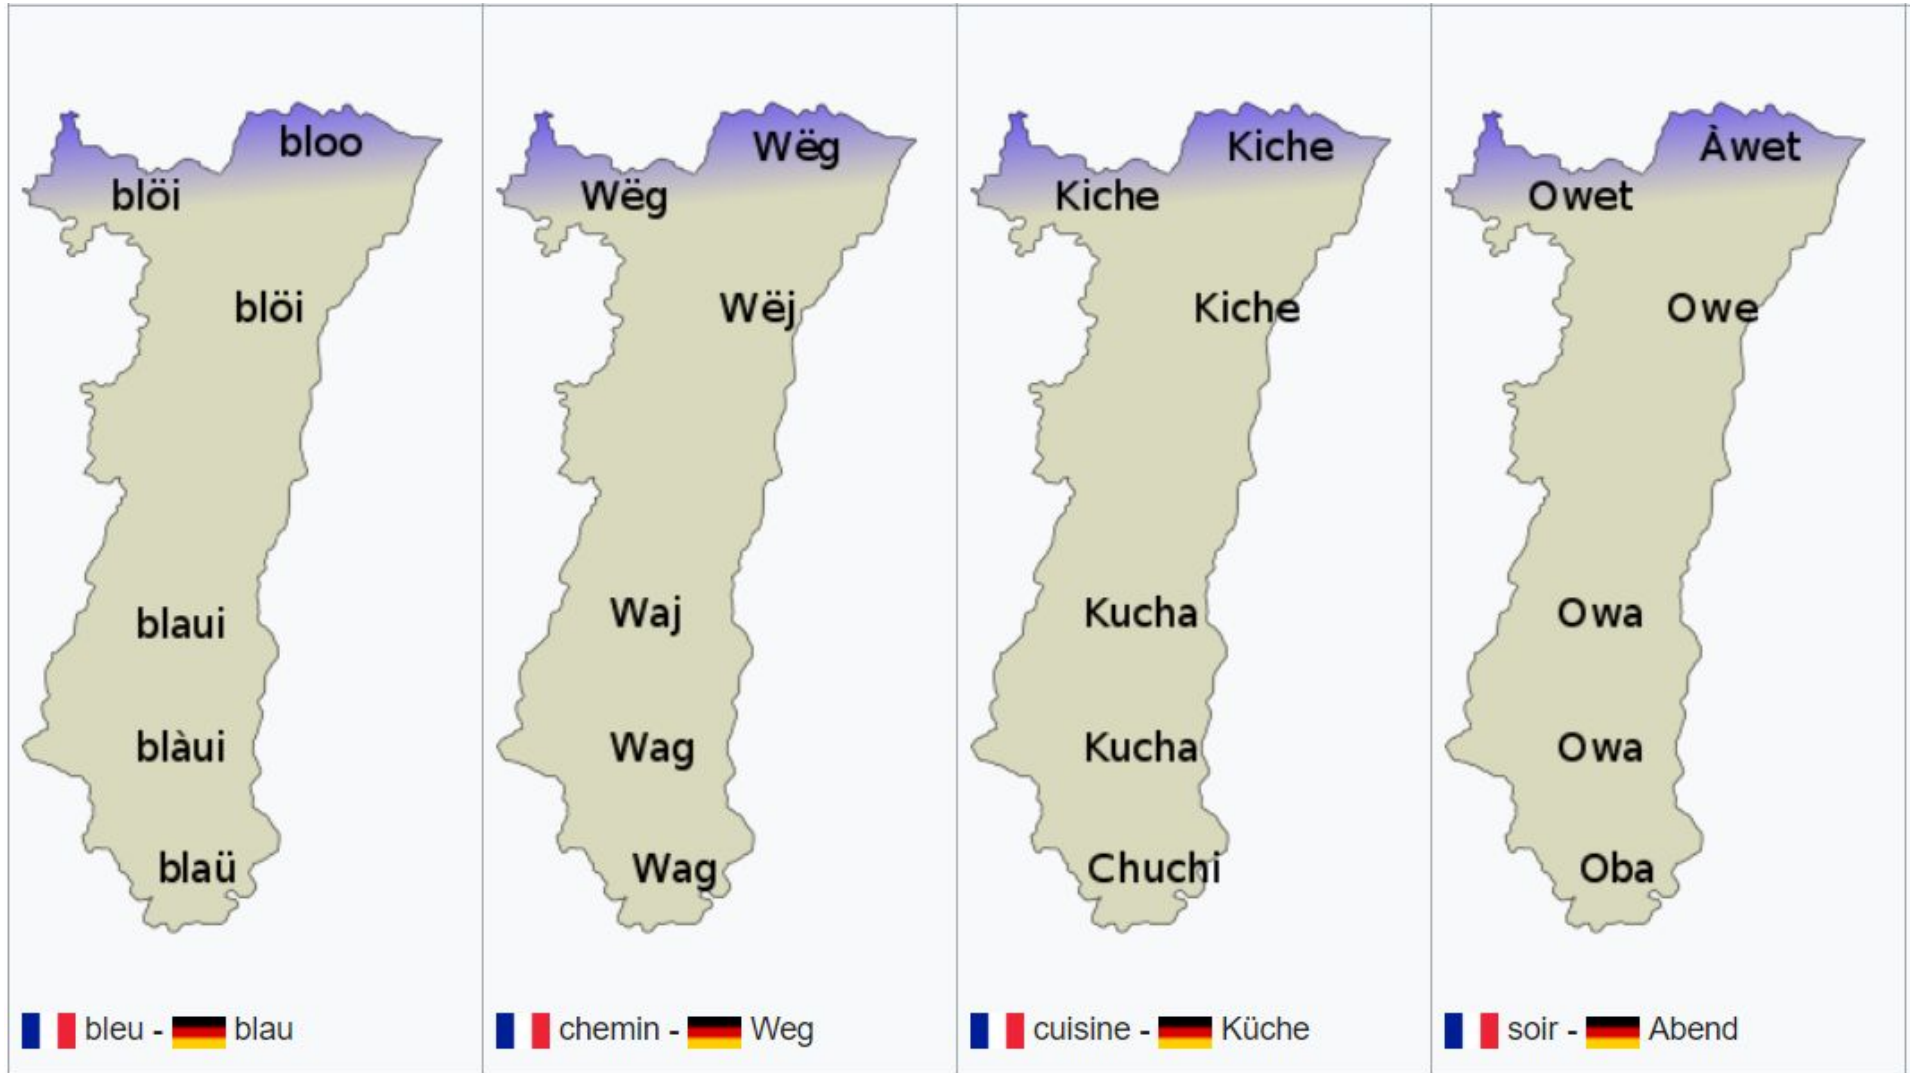 bloo
blöi
blöi
blaui
blàui
blaü
bleu - blau
Wëg
Wëg
Wëj
Waj
Wag
Wag
chemin - Weg
Kiche
Kiche
Kiche
Kucha
Kucha
Chuchi
cuisine - Küche
Àwet
Owet
Owe
Owa
Owa
Oba
soir - Abend